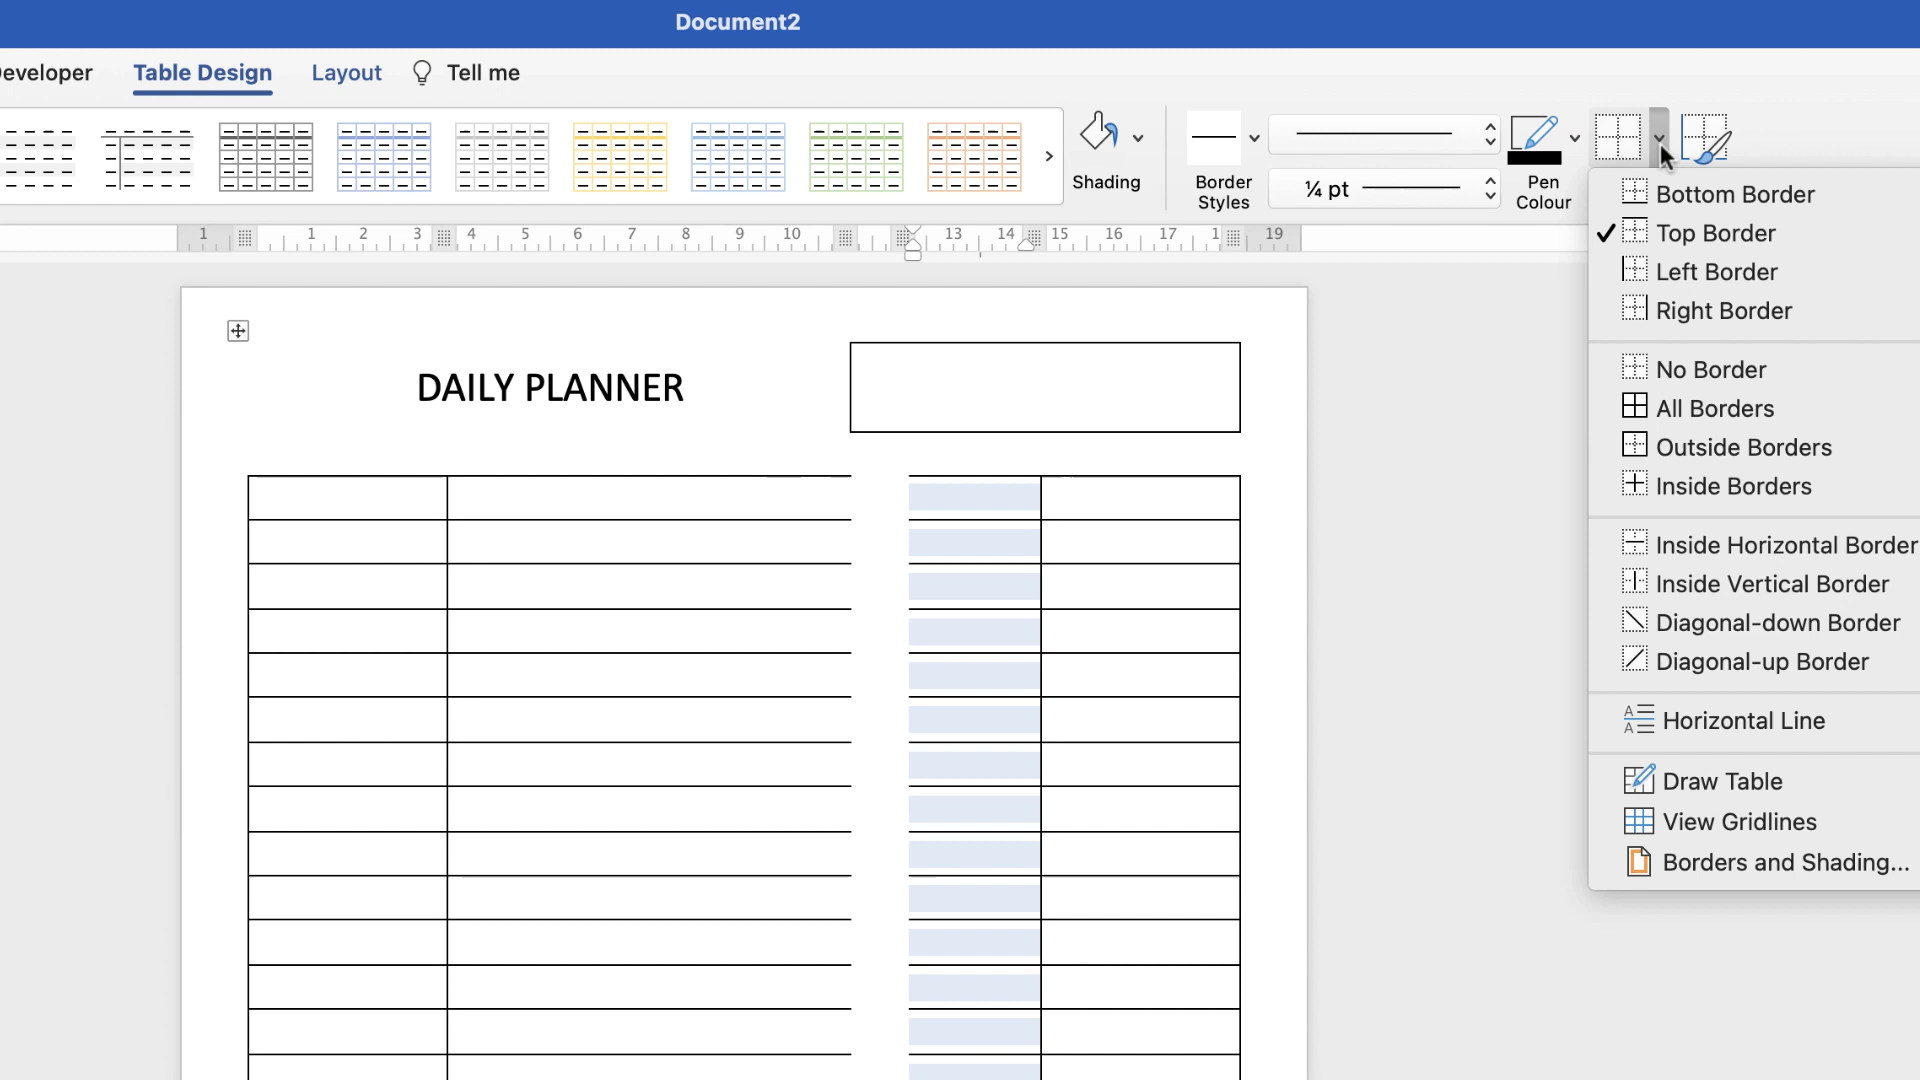 Document2
Developer Table Design Layout Tell me
Shading
Border Styles
¼ pt
Pen Colour
1 1 2 3 4 5 6 7 8 9 10 13 14 15 16 17 1 19
Bottom Border
Top Border
Left Border
Right Border
No Border
All Borders
Outside Borders
Inside Borders
Inside Horizontal Border
Inside Vertical Border
Diagonal-down Border
Diagonal-up Border
Horizontal Line
Draw Table
View Gridlines
Borders and Shading...
DAILY PLANNER